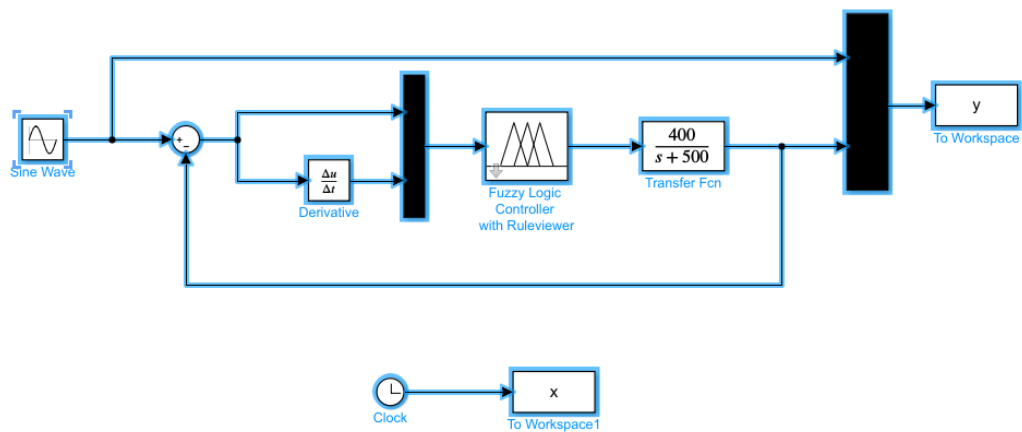 Sine Wave
+
−
Δu
Δt
Derivative
Fuzzy Logic
Controller
with Ruleviewer
400
s + 500
Transfer Fcn
y
To Workspace
Clock
x
To Workspace1